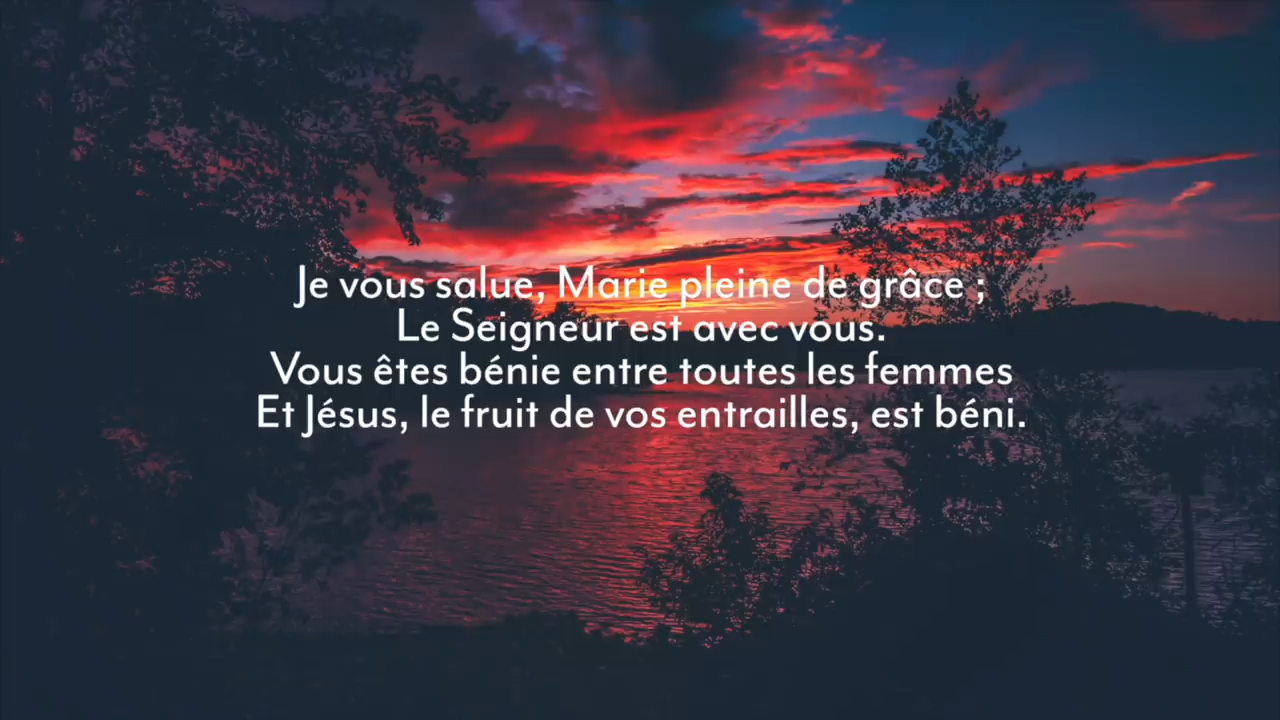 Je vous salue, Marie pleine de grâce ;
Le Seigneur est avec vous.
Vous êtes bénie entre toutes les femmes
Et Jésus, le fruit de vos entrailles, est béni.